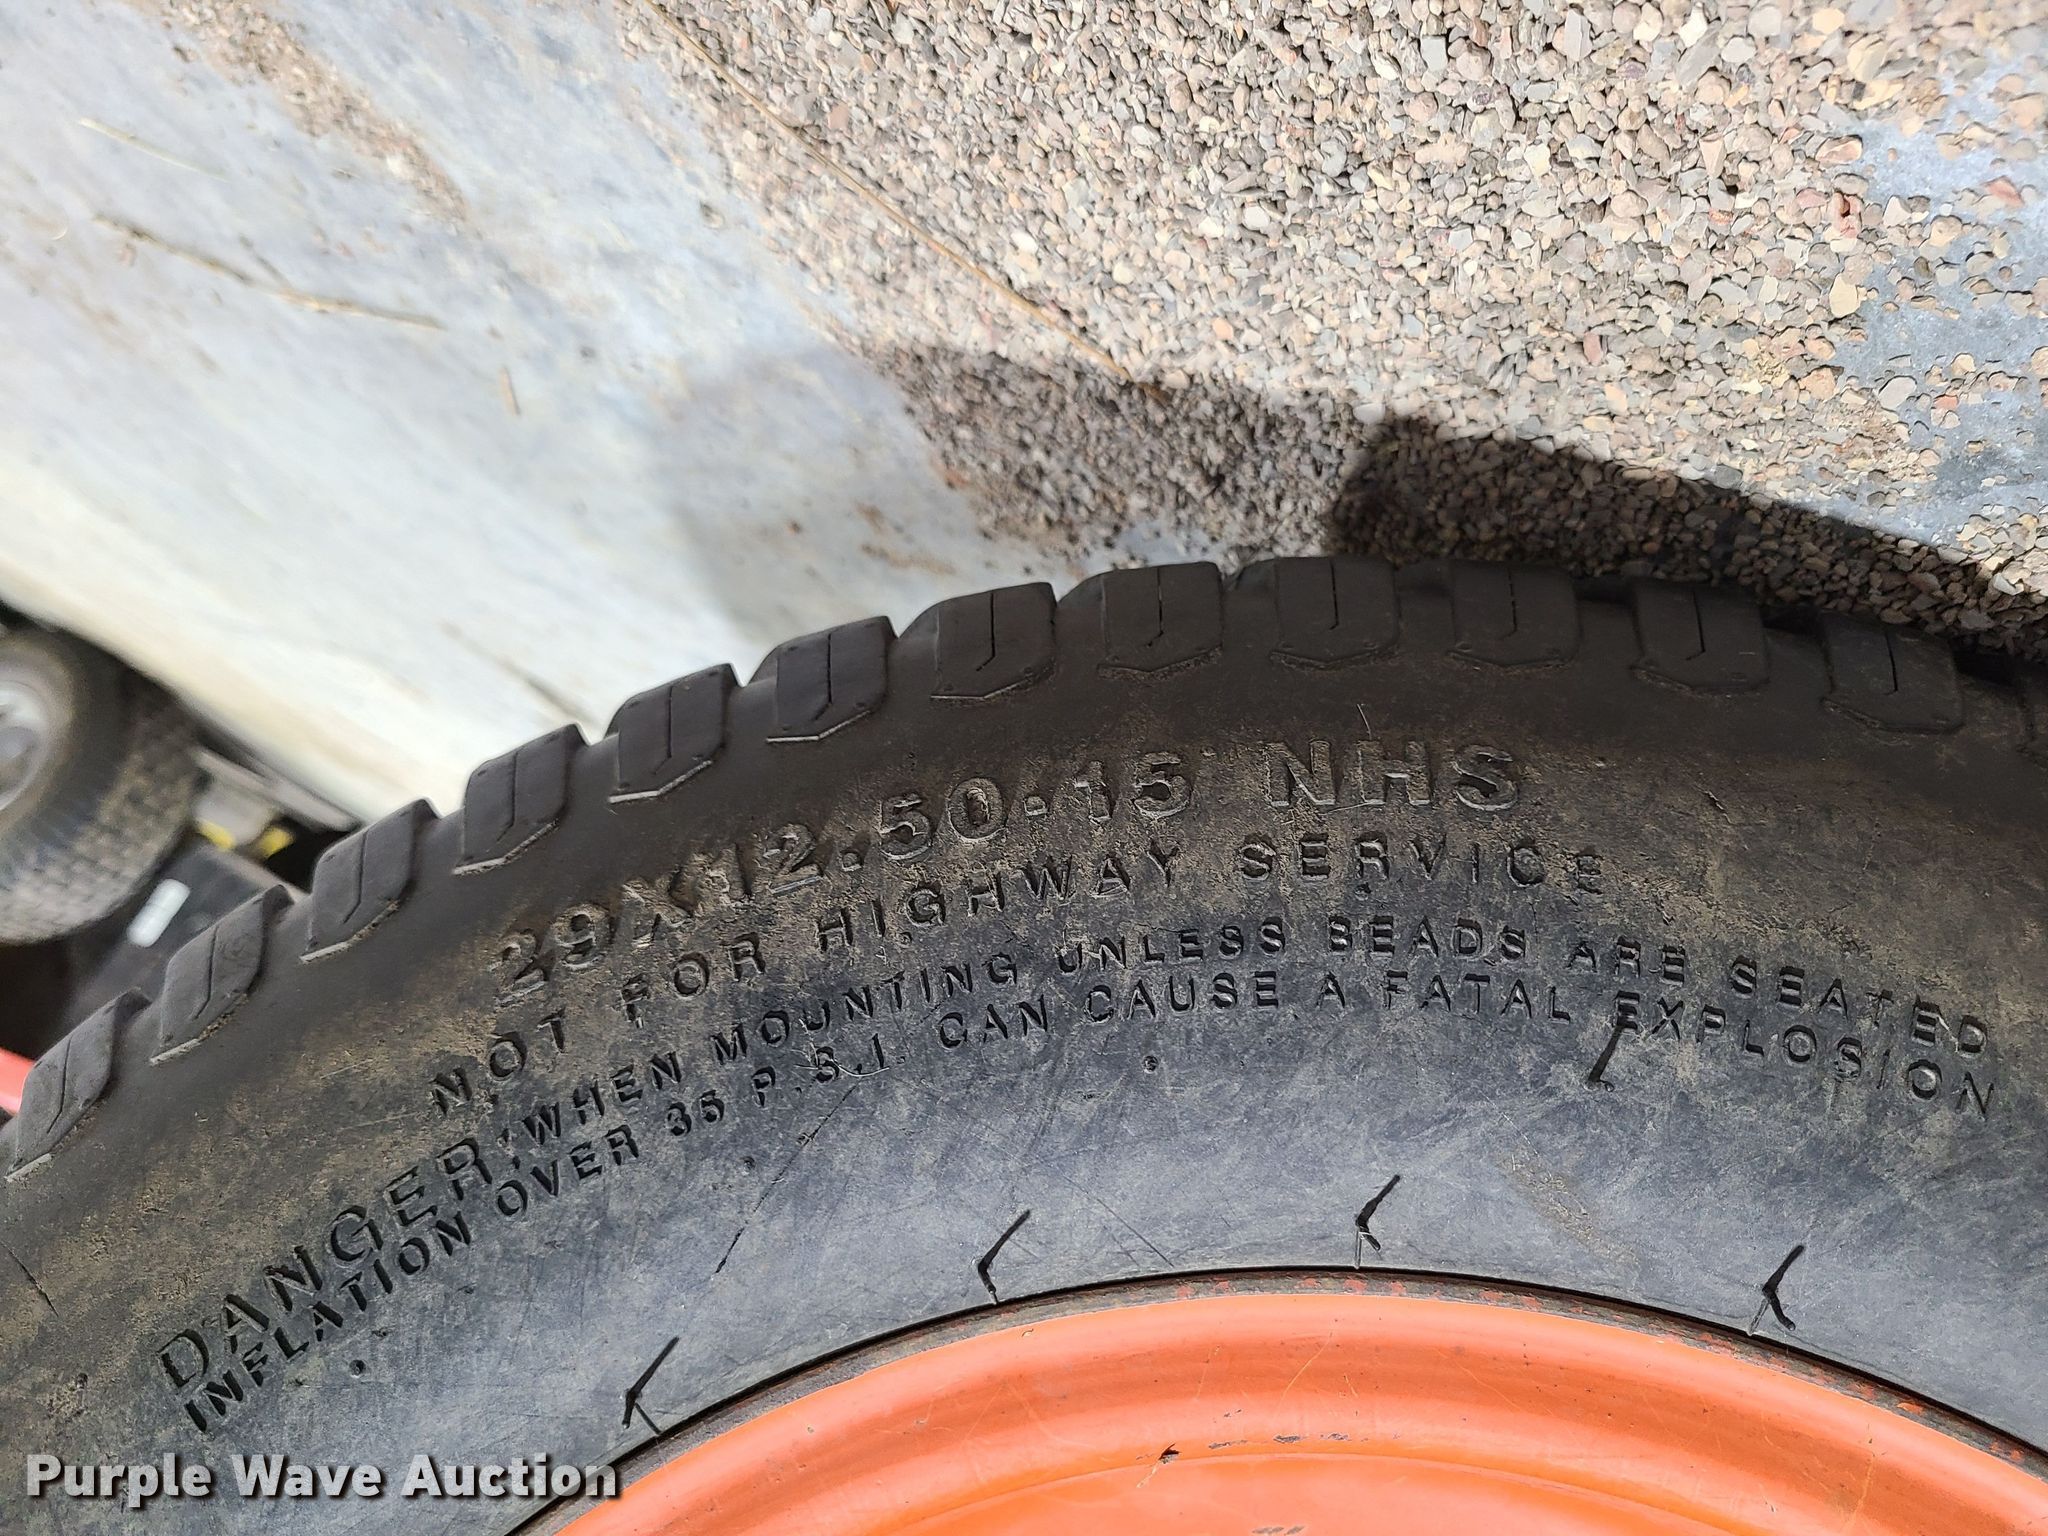 29X12.50-15 NHS
NOT FOR HIGHWAY SERVICE
DANGER: WHEN MOUNTING UNLESS BEADS ARE SEATED
INFLATION OVER 35 P.S.I. CAN CAUSE A FATAL EXPLOSION
Purple Wave Auction